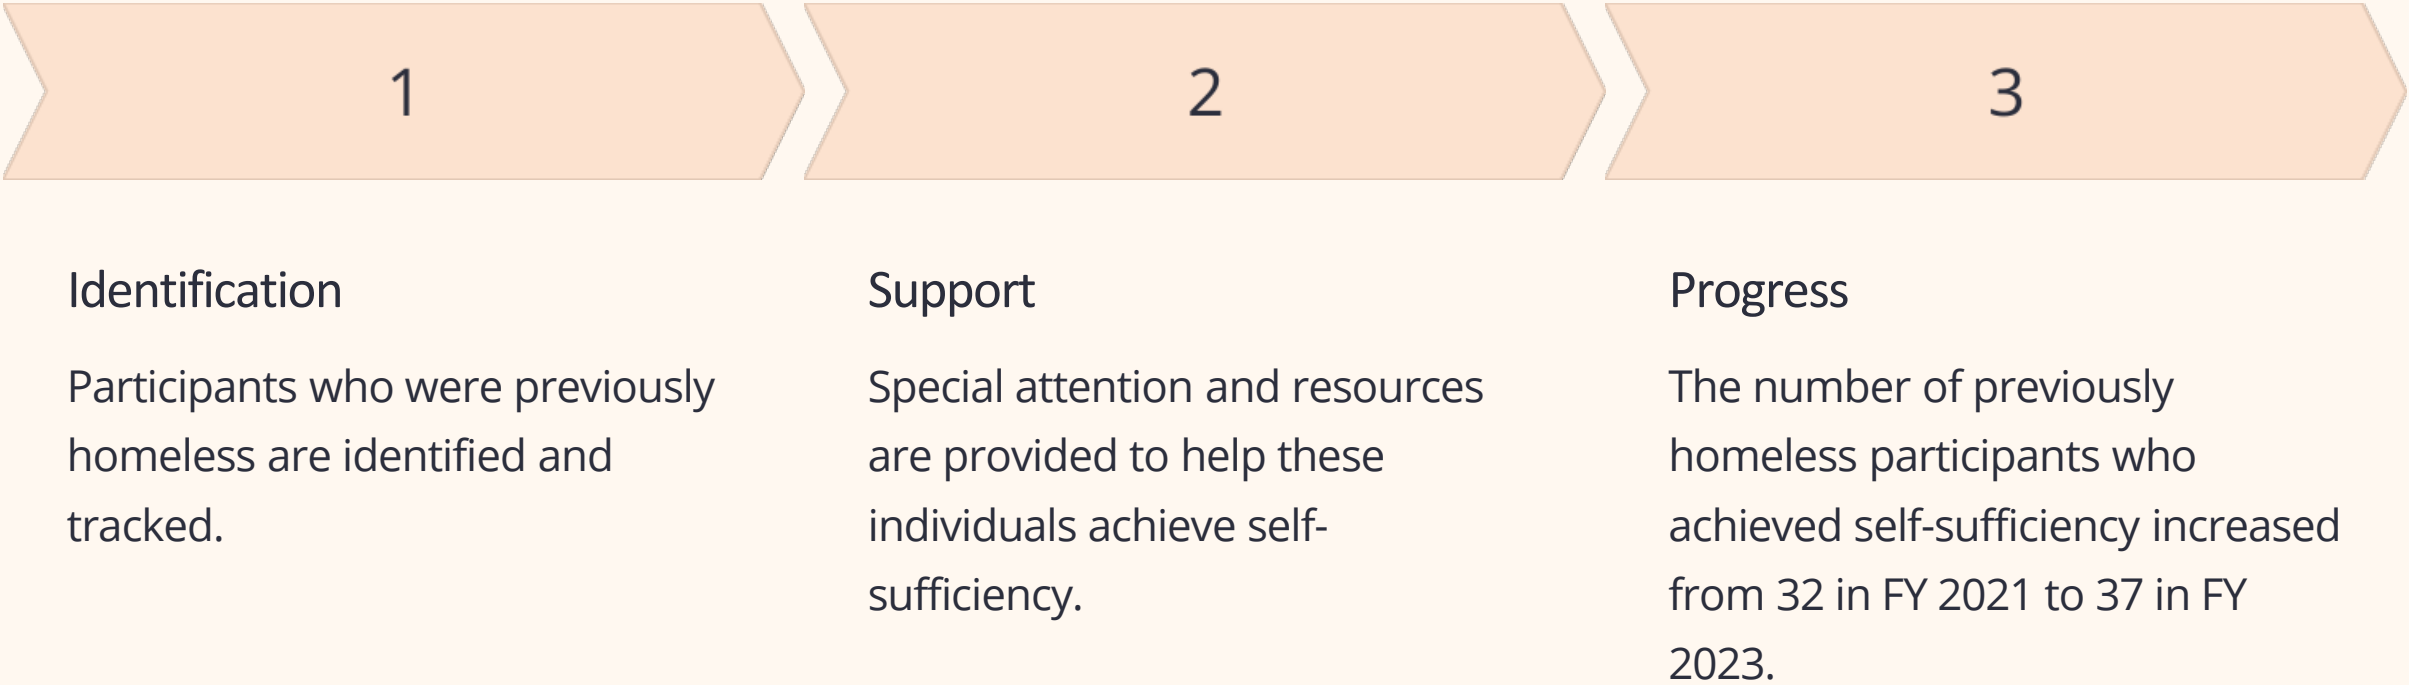 1
2
3
Identification
Participants who were previously
homeless are identified and
tracked.
Support
Special attention and resources
are provided to help these
individuals achieve self-
sufficiency.
Progress
The number of previously
homeless participants who
achieved self-sufficiency increased
from 32 in FY 2021 to 37 in FY
2023.